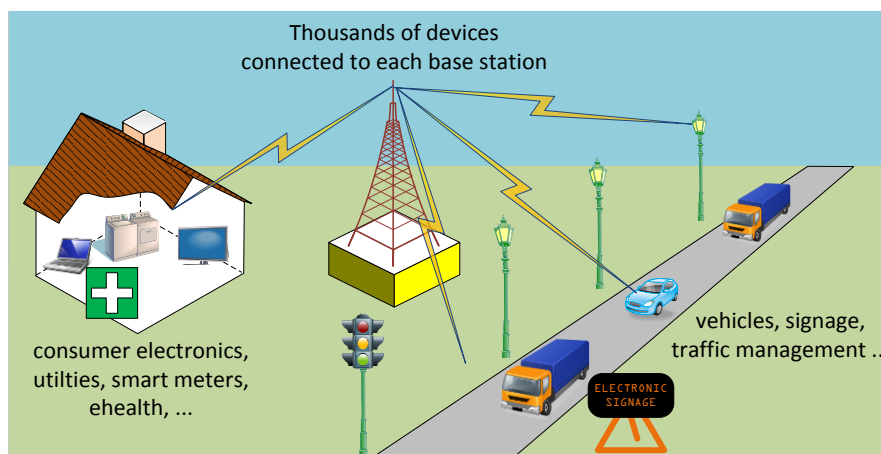 Thousands of devices
connected to each base station
consumer electronics,
utilties, smart meters,
ehealth, ...
vehicles, signage,
traffic management ..
ELECTRONIC
SIGNAGE